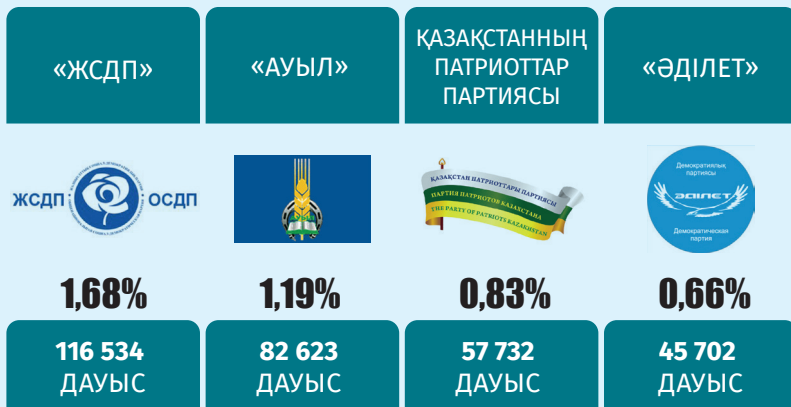 «ЖСДП»
«АУЫЛ»
ҚАЗАҚСТАННЫҢ
ПАТРИОТТАР
ПАРТИЯСЫ
«ӘДІЛЕТ»
ЖСДП
ОСДП
ҚАЗАҚСТАН ПАТРИОТТАРЫ ПАРТИЯСЫ
ПАРТИЯ ПАТРИОТОВ КАЗАХСТАНА
THE PARTY OF PATRIOTS KAZAKHSTAN
Демократиялық
партиясы
ӘДІЛЕТ
Демократическая
партия
1,68%
1,19%
0,83%
0,66%
116 534
ДАУЫС
82 623
ДАУЫС
57 732
ДАУЫС
45 702
ДАУЫС